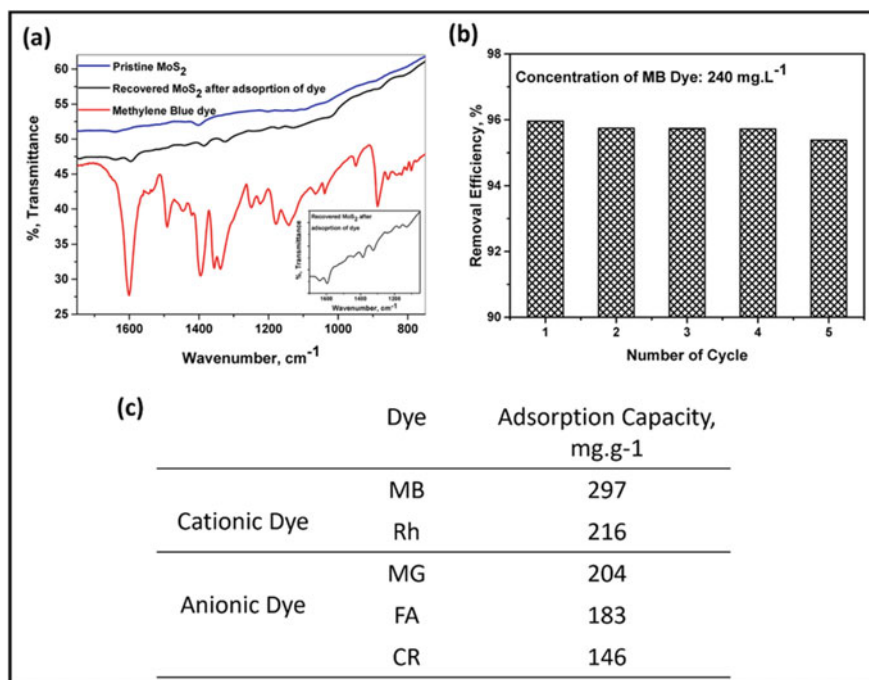 (a)
60
55
50
45
40
35
30
25
%, Transmittance
Pristine MoS2
Recovered MoS2 after adsoprtion of dye
Methylene Blue dye
Recovered MoS2 after
adsoprtion of dye
%, Transmittance
1600 1400 1200
Wavenumber, cm-1
1600 1400 1200 1000 800
Wavenumber, cm-1
(b)
98
96
94
92
90
Removal Efficiency, %
Concentration of MB Dye: 240 mg.L-1
1 2 3 4 5
Number of Cycle
(c)
Dye Adsorption Capacity,
mg.g-1
Cationic Dye
MB 297
Rh 216
Anionic Dye
MG 204
FA 183
CR 146